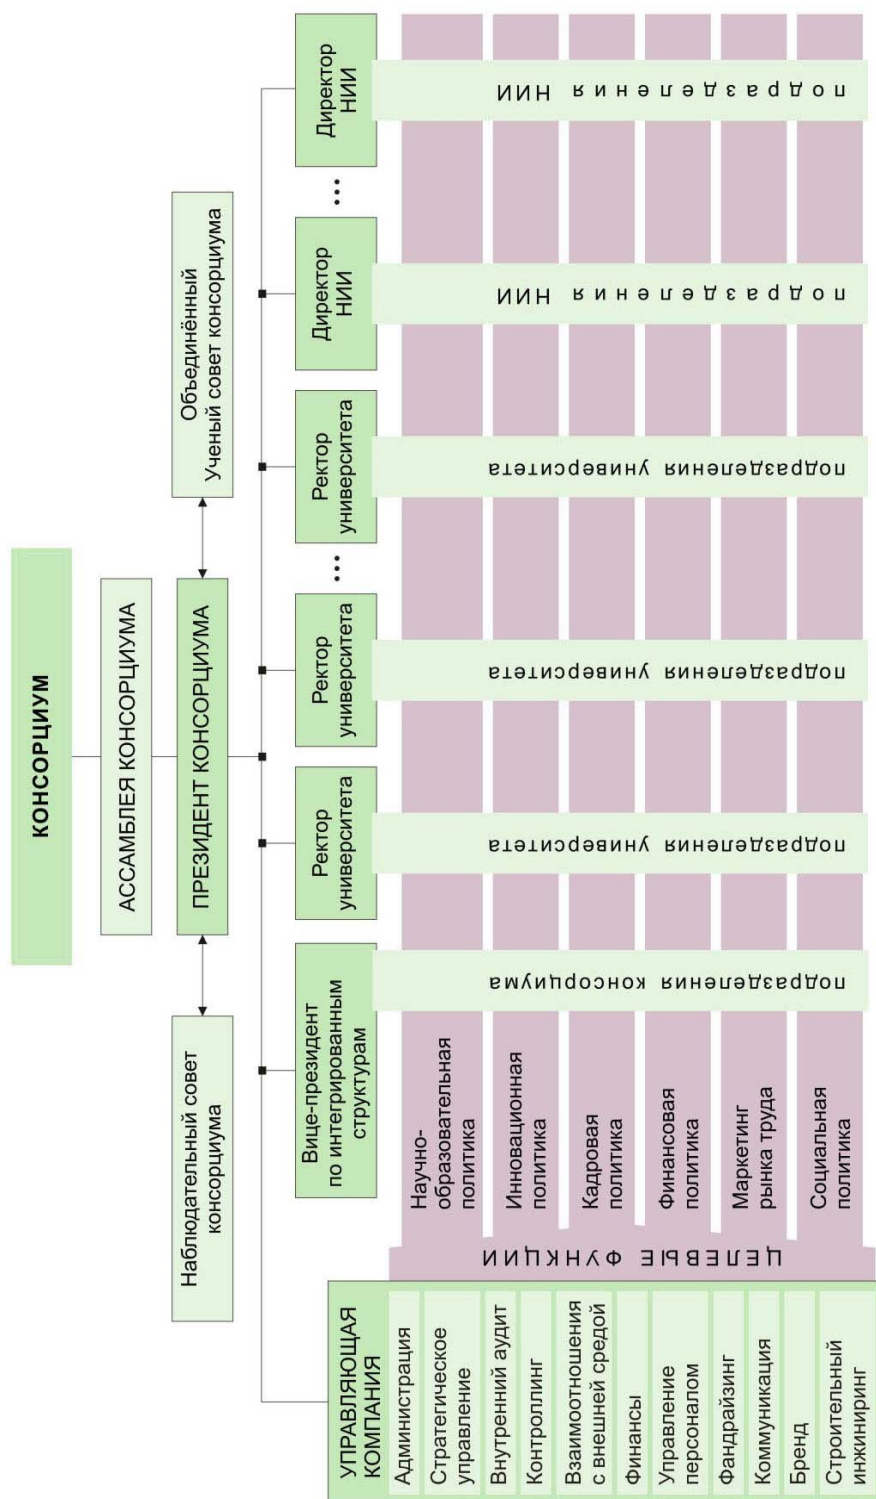 КОНСОРЦИУМ
АССАМБЛЕЯ КОНСОРЦИУМА
Наблюдательный совет
консорциума
ПРЕЗИДЕНТ КОНСОРЦИУМА
Объединённый
Ученый совет консорциума
УПРАВЛЯЮЩАЯ
КОМПАНИЯ
Администрация
Стратегическое
управление
Внутренний аудит
Контроллинг
Взаимоотношения
с внешней средой
Финансы
Управление
персоналом
Фандрайзинг
Коммуникация
Бренд
Строительный
инжиниринг
ЦЕЛЕВЫЕ ФУНКЦИИ
Вице-президент
по интегрированным
структурам
Научно-
образовательная
политика
Инновационная
политика
Кадровая
политика
Финансовая
политика
Маркетинг
рынка труда
Социальная
политика
подразделения консорциума
Ректор
университета
подразделения университета
Ректор
университета
подразделения университета
...
Ректор
университета
подразделения университета
Директор
НИИ
подразделения НИИ
...
Директор
НИИ
подразделения НИИ